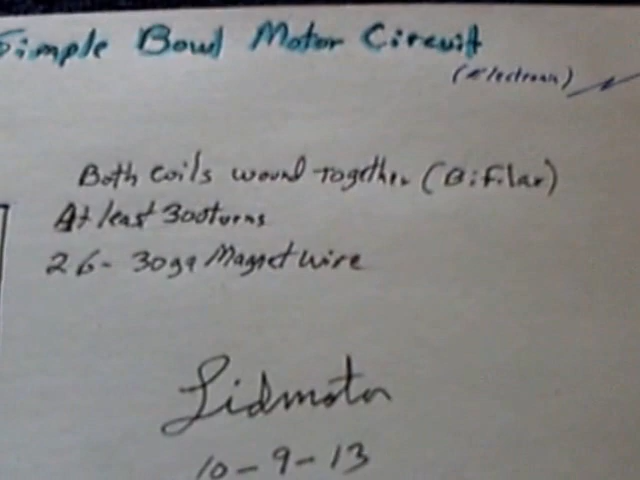 Simple Bowl Motor Circuit
Both coils wound together (Bifilar)
At least 300turns
26-30ga Magnet wire
Lidmotor
10-9-13